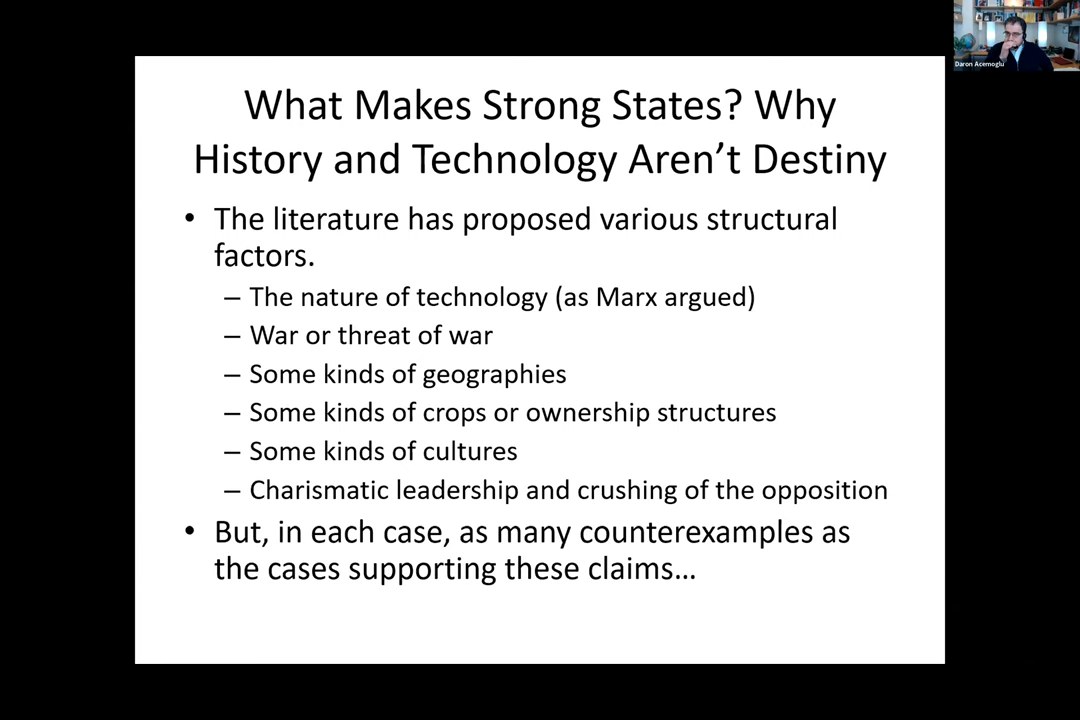 What Makes Strong States? Why
History and Technology Aren’t Destiny
• The literature has proposed various structural
factors.
– The nature of technology (as Marx argued)
– War or threat of war
– Some kinds of geographies
– Some kinds of crops or ownership structures
– Some kinds of cultures
– Charismatic leadership and crushing of the opposition
• But, in each case, as many counterexamples as
the cases supporting these claims…
Daron Acemoglu